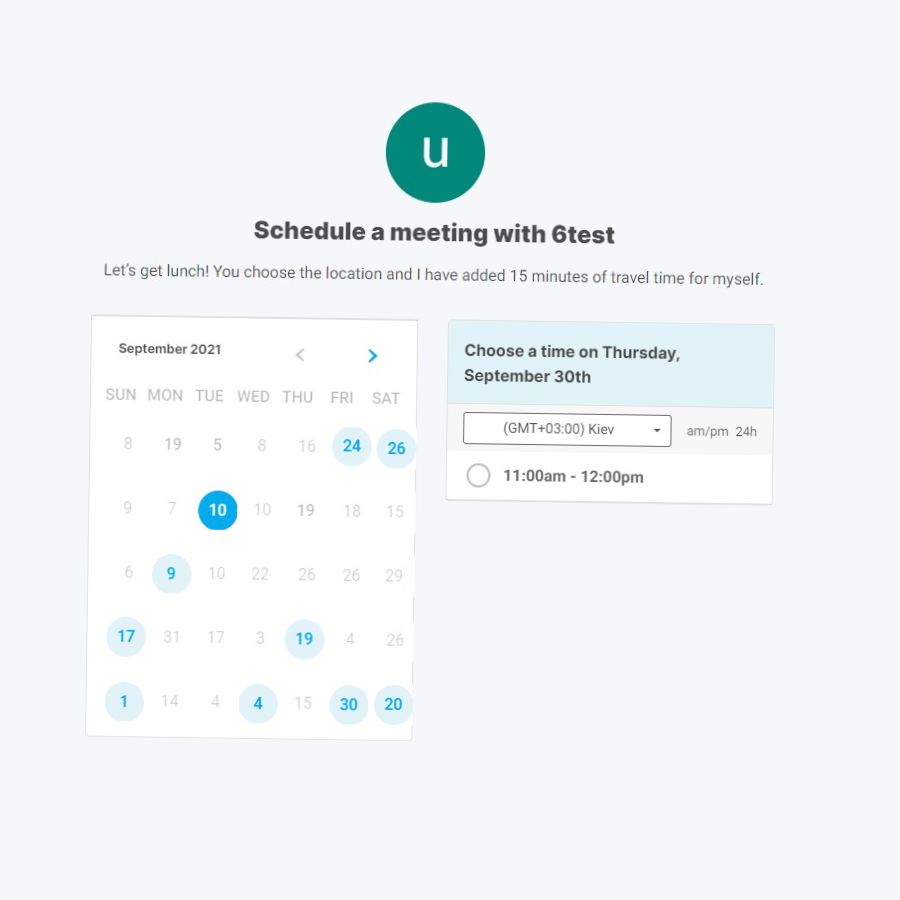 u
Schedule a meeting with 6test
Let's get lunch! You choose the location and I have added 15 minutes of travel time for myself.
September 2021
SUN MON TUE WED THU FRI SAT
8 19 5 8 16 24 26
9 7 10 10 19 18 15
6 9 10 22 26 26 29
17 31 17 3 19 4 26
1 14 4 4 15 30 20
Choose a time on Thursday,
September 30th
(GMT+03:00) Kiev am/pm 24h
11:00am - 12:00pm